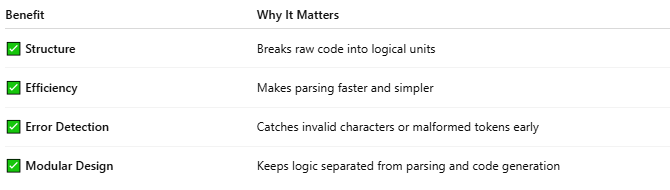 Benefit Why It Matters
✅ Structure Breaks raw code into logical units
✅ Efficiency Makes parsing faster and simpler
✅ Error Detection Catches invalid characters or malformed tokens early
✅ Modular Design Keeps logic separated from parsing and code generation